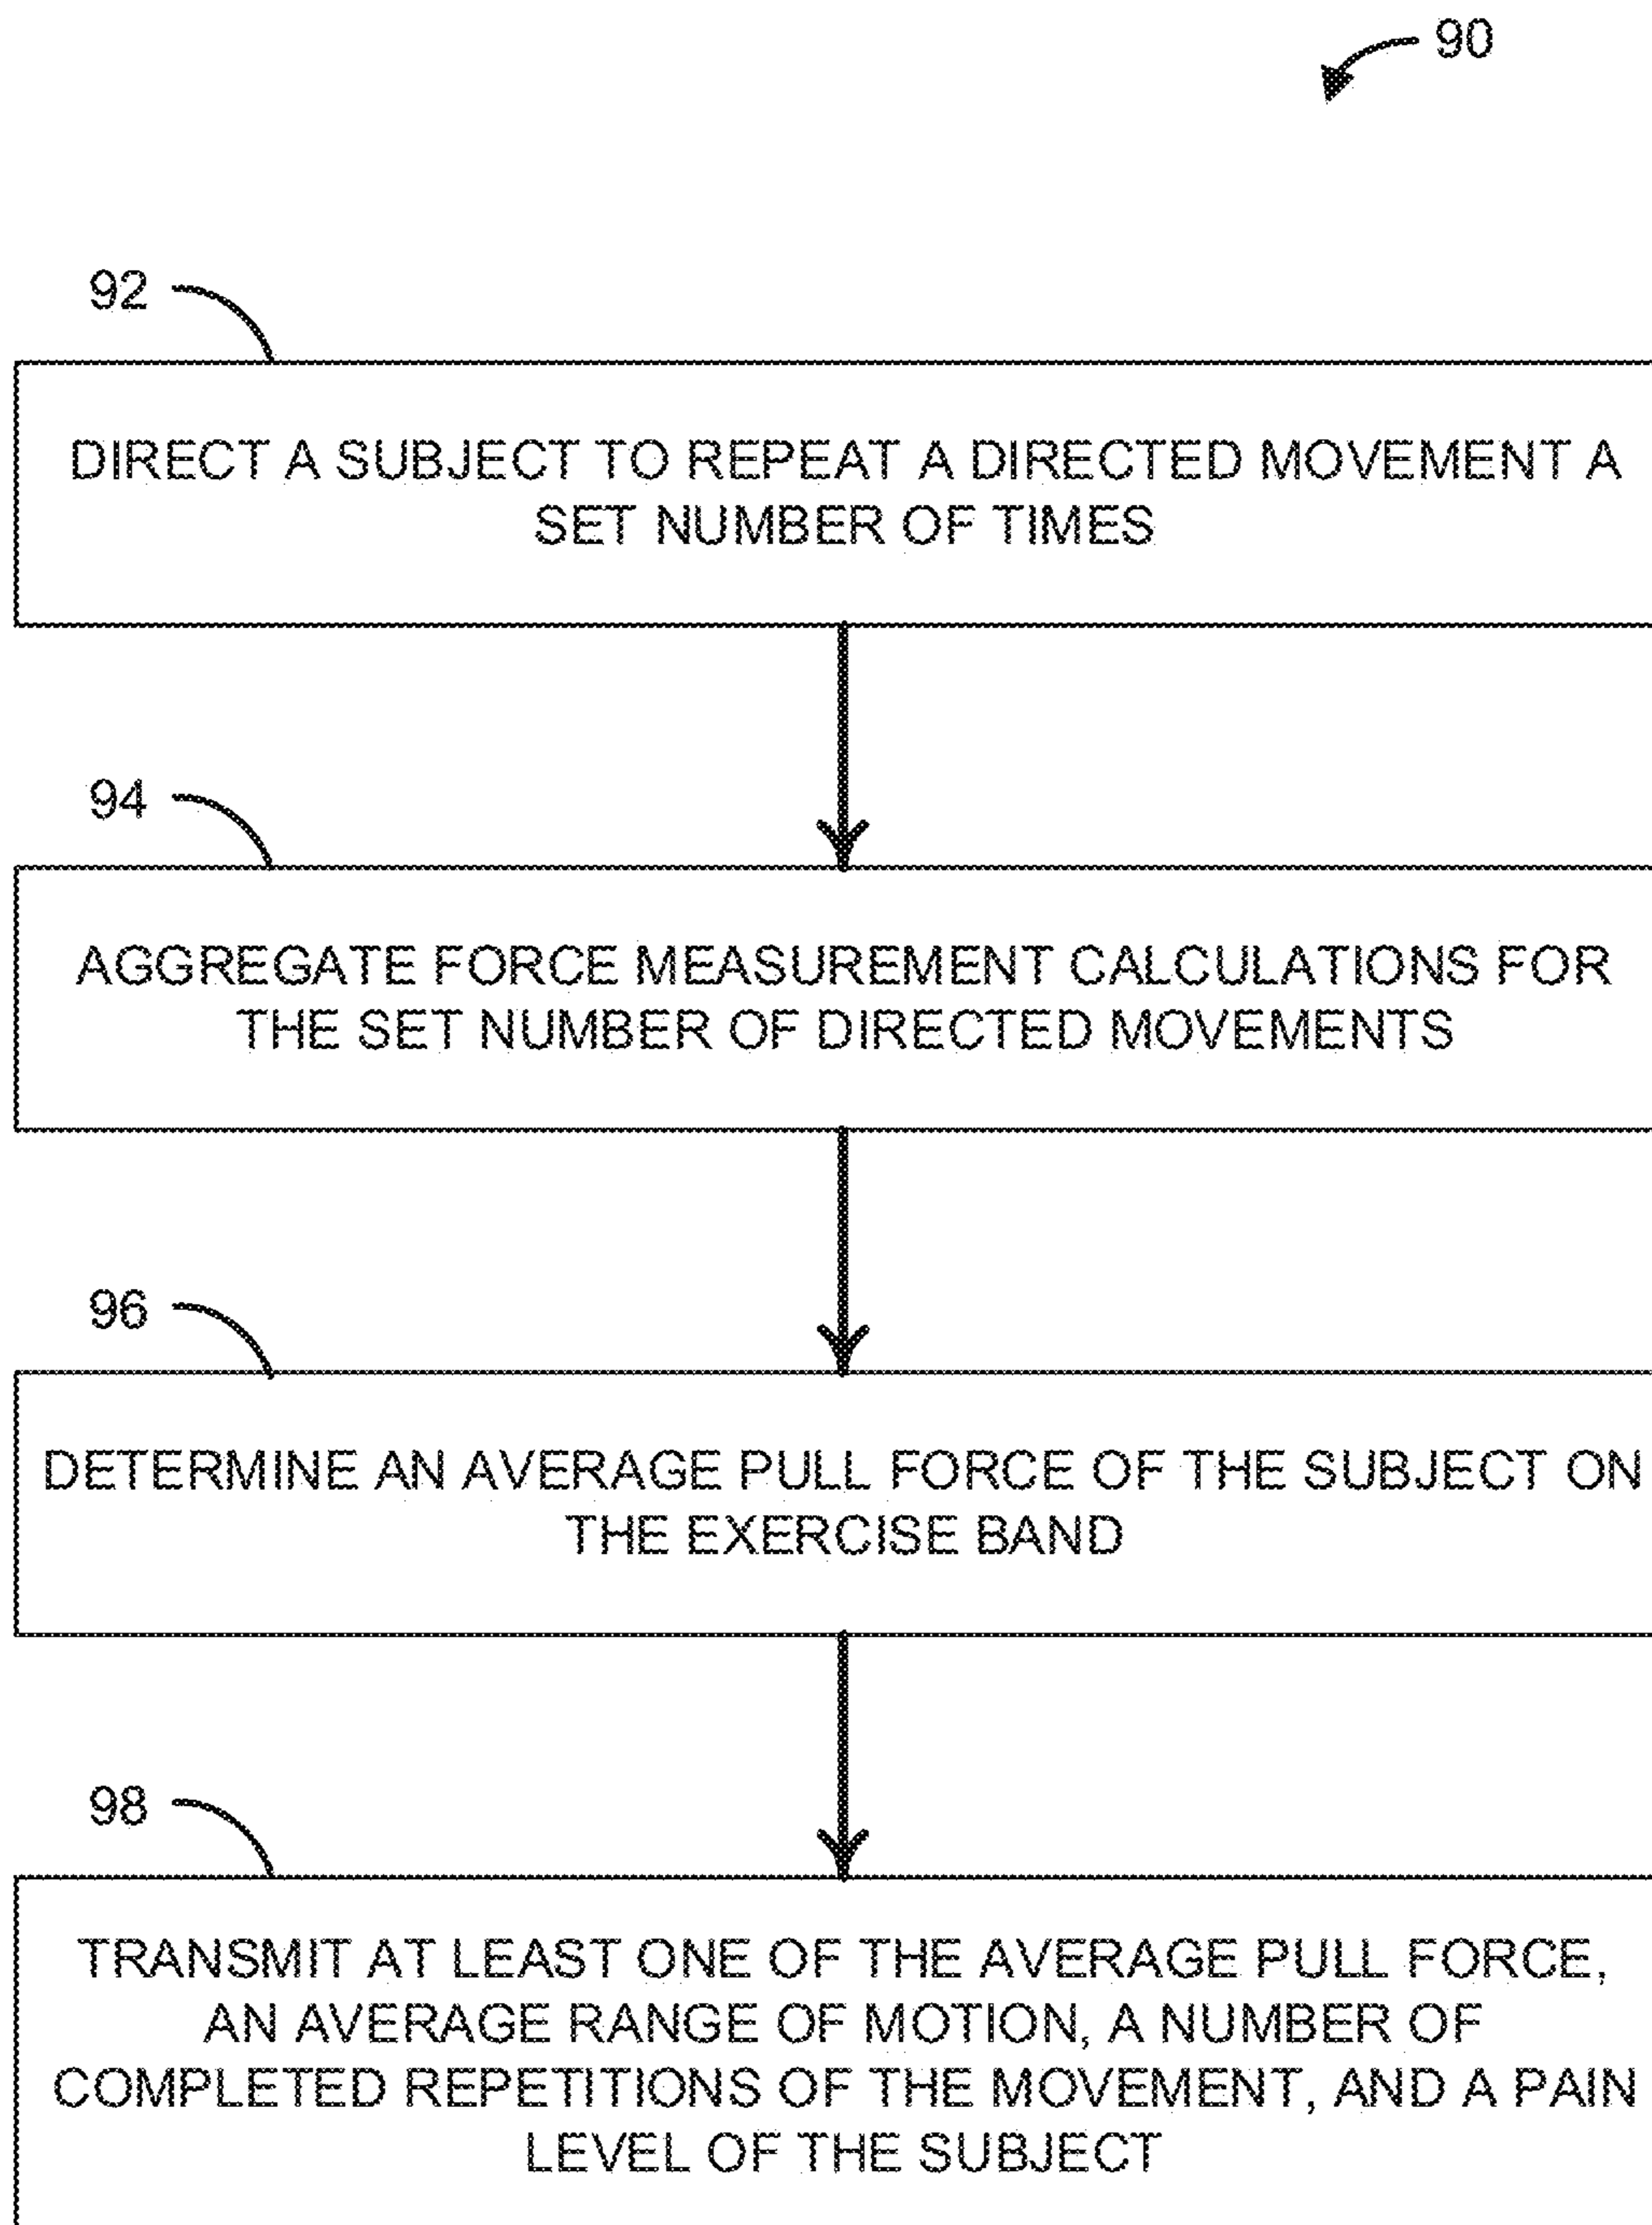 90
92
DIRECT A SUBJECT TO REPEAT A DIRECTED MOVEMENT A
SET NUMBER OF TIMES
94
AGGREGATE FORCE MEASUREMENT CALCULATIONS FOR
THE SET NUMBER OF DIRECTED MOVEMENTS
96
DETERMINE AN AVERAGE PULL FORCE OF THE SUBJECT ON
THE EXERCISE BAND
98
TRANSMIT AT LEAST ONE OF THE AVERAGE PULL FORCE,
AN AVERAGE RANGE OF MOTION, A NUMBER OF
COMPLETED REPETITIONS OF THE MOVEMENT, AND A PAIN
LEVEL OF THE SUBJECT